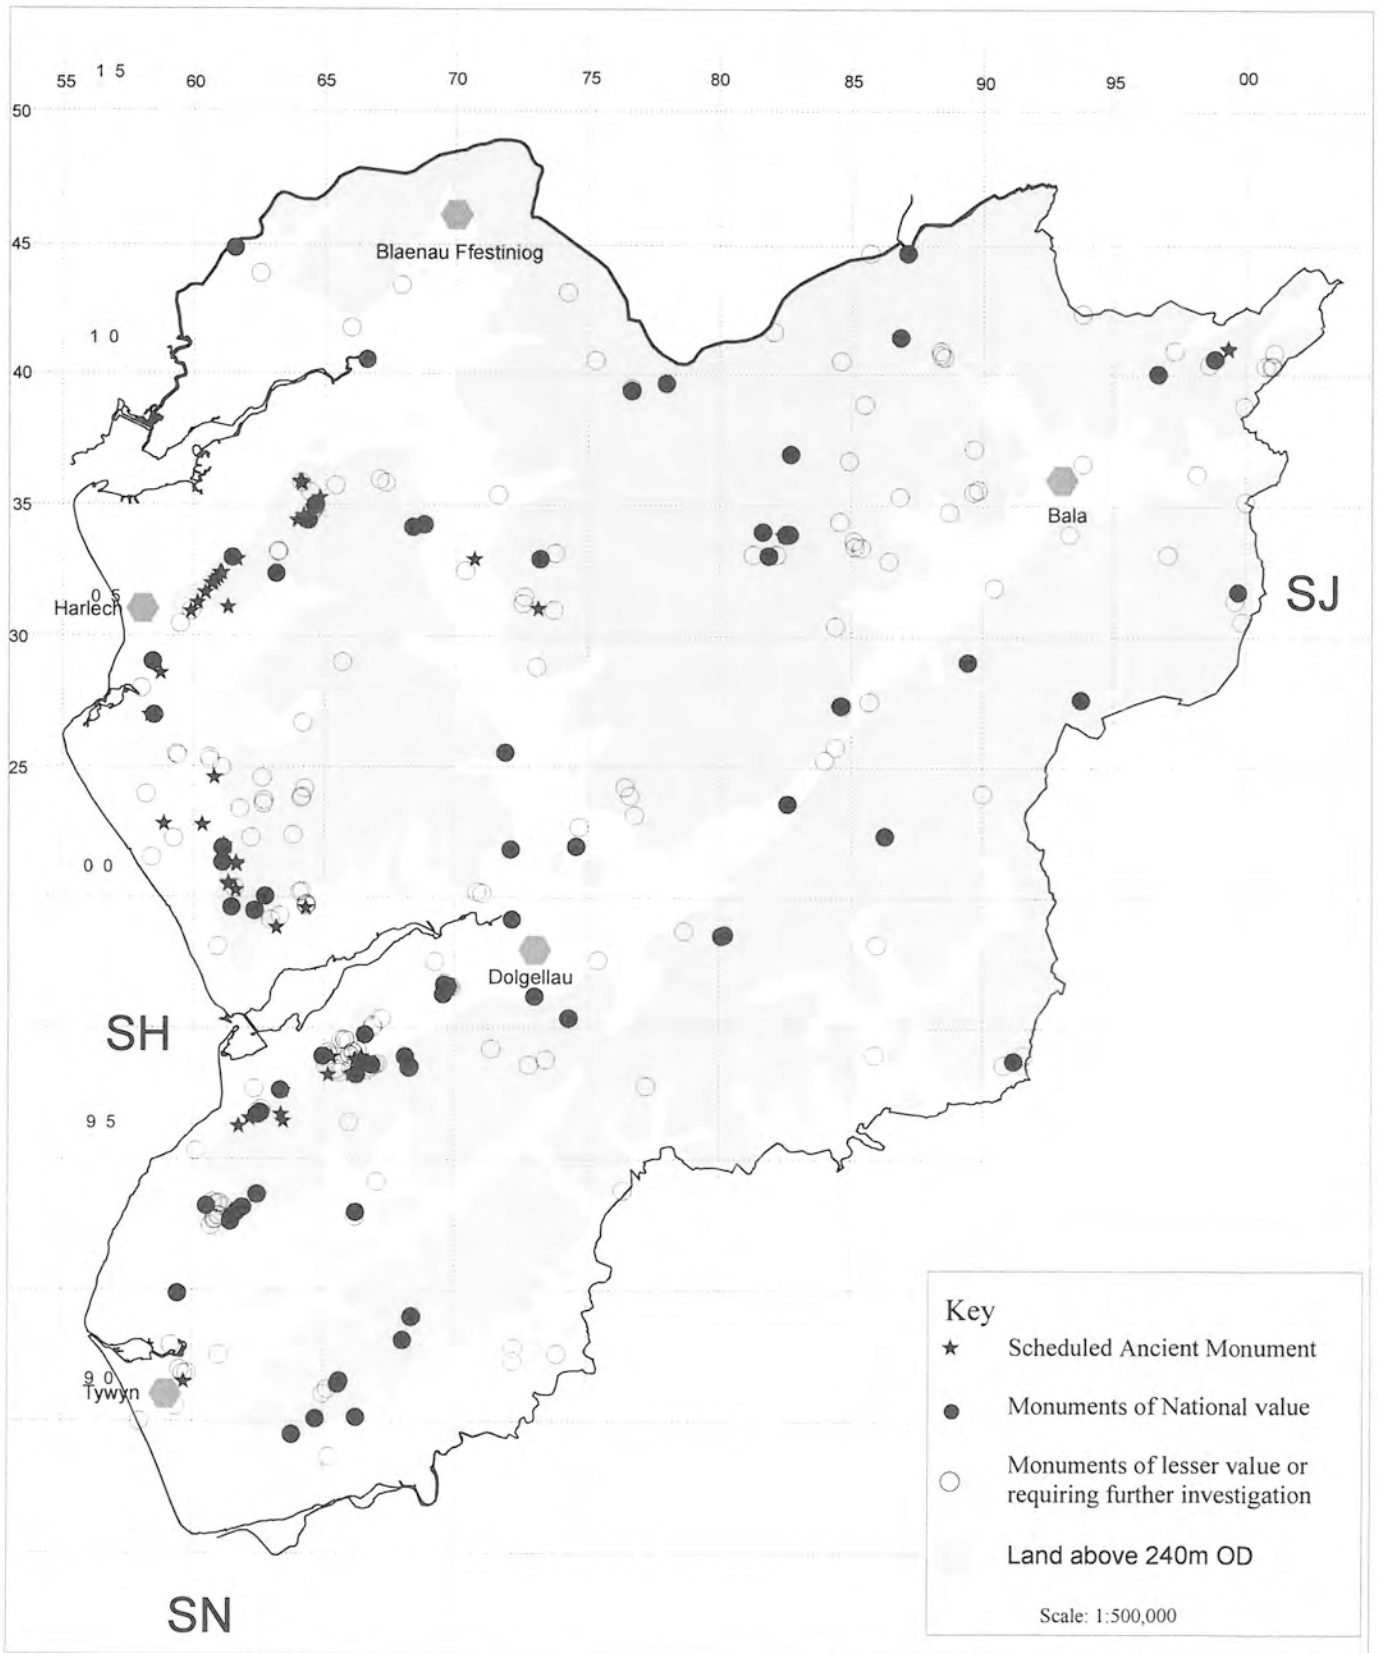 55 1 5 60 65 70 75 80 85 90 95 00
50
45
Blaenau Ffestiniog
1 0
40
35
Bala
0 5
Harlech
SJ
30
25
0 0
Dolgellau
SH
9 5
9 0
Tywyn
SN
Key
Scheduled Ancient Monument
Monuments of National value
Monuments of lesser value or
requiring further investigation
Land above 240m OD
Scale: 1:500,000